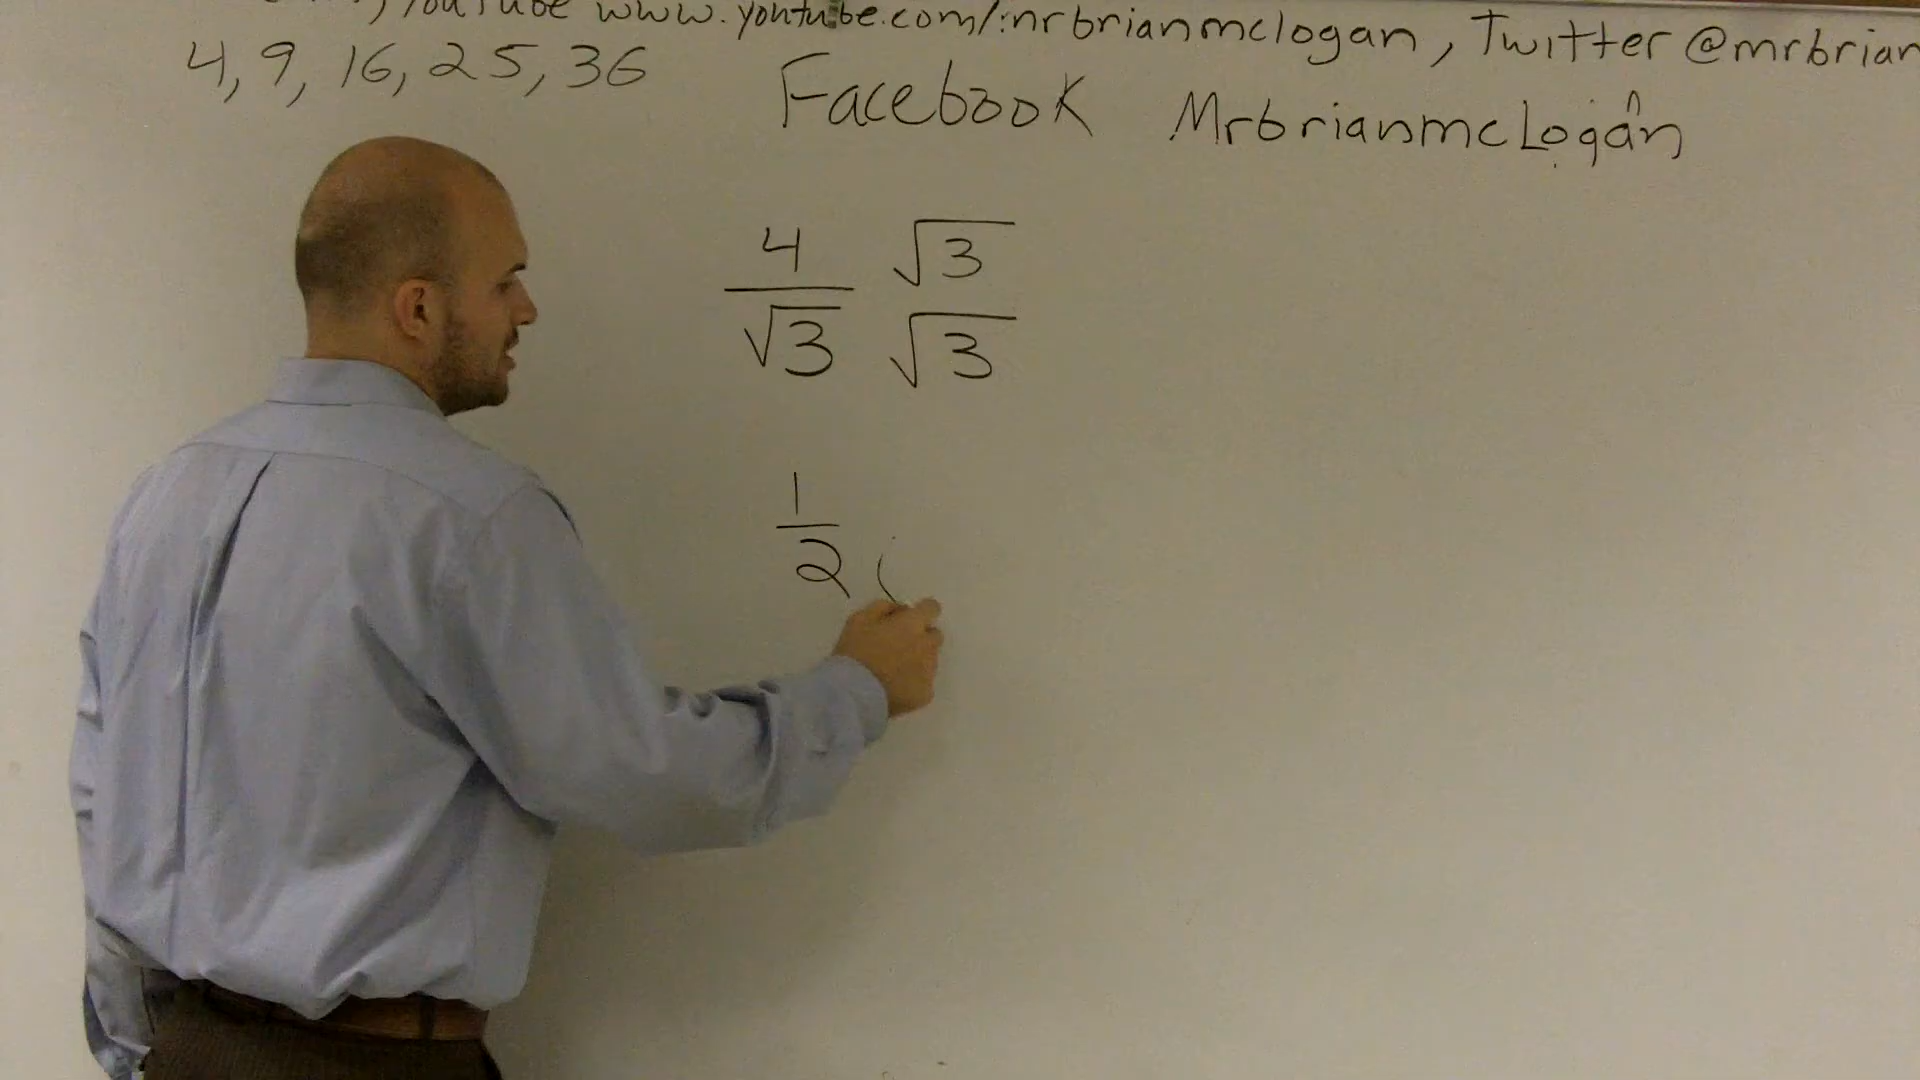 YouTube www.youtube.com/mrbrianmclogan, Twitter @mrbrian
4, 9, 16, 25, 36
Facebook MrbrianmcLogan
4 √3
√3 √3
1
2 (